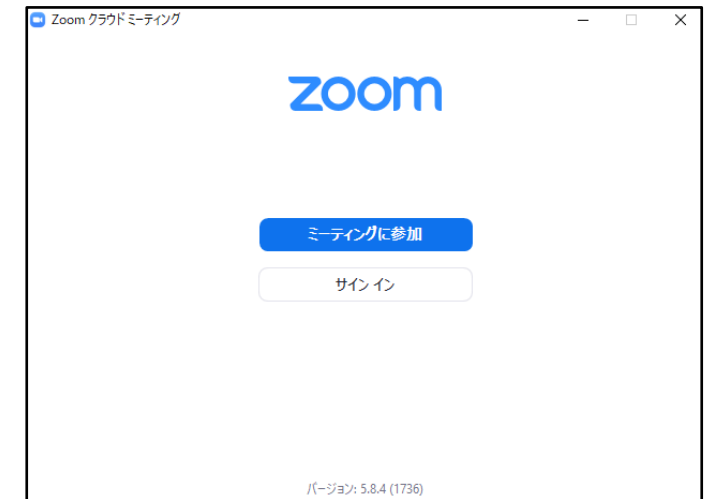 Zoom クラウド ミーティング
zoom
ミーティングに参加
サイン イン
バージョン: 5.8.4 (1736)